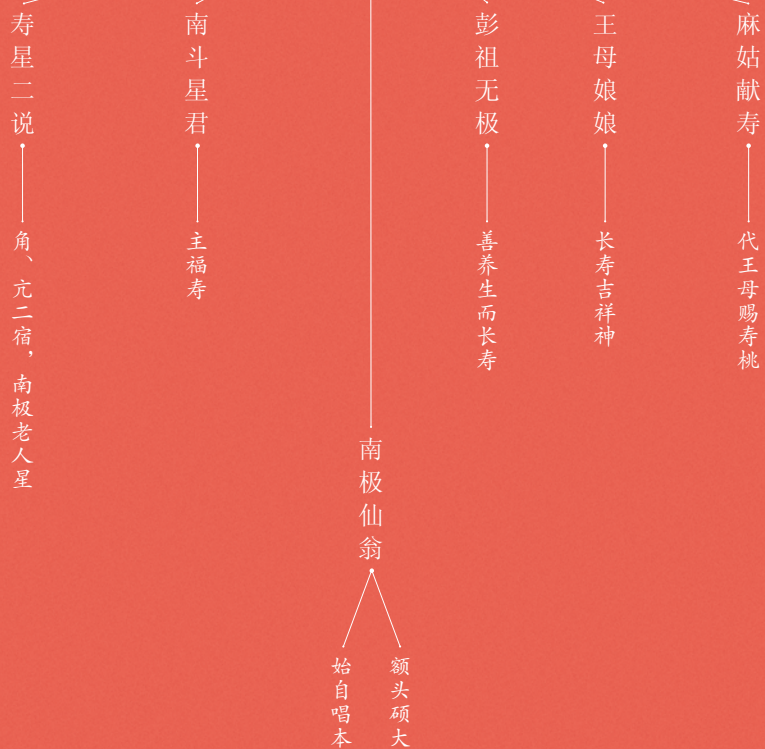 寿星二说
角、亢二宿，南极老人星
南斗星君
主福寿
南极仙翁
始自唱本
额头硕大
彭祖无极
善养生而长寿
王母娘娘
长寿吉祥神
麻姑献寿
代王母赐寿桃